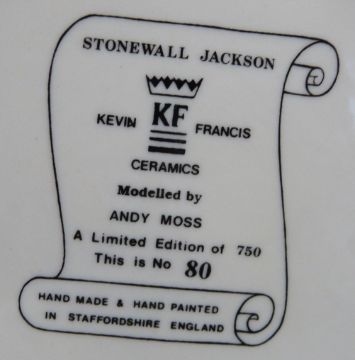 STONEWALL JACKSON
KEVIN KF FRANCIS
CERAMICS
Modelled by
ANDY MOSS
A Limited Edition of 750
This is No 80
HAND MADE & HAND PAINTED
IN STAFFORDSHIRE ENGLAND